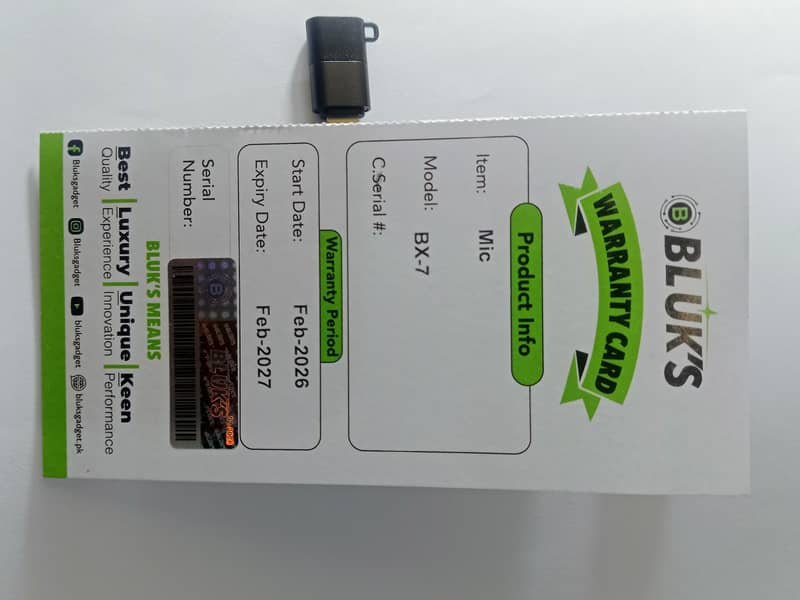 B BLUK'S
WARRANTY CARD
Product Info
Item: Mic
Model: BX-7
C.Serial #:
Warranty Period
Start Date: Feb-2026
Expiry Date: Feb-2027
Serial
Number:
B
BLUK'S
BLUK'S MEANS
Best Luxury Unique Keen
Quality Experience Innovation Performance
Bluksgadget Bluksgadget bluksgadget bluksgadget.pk